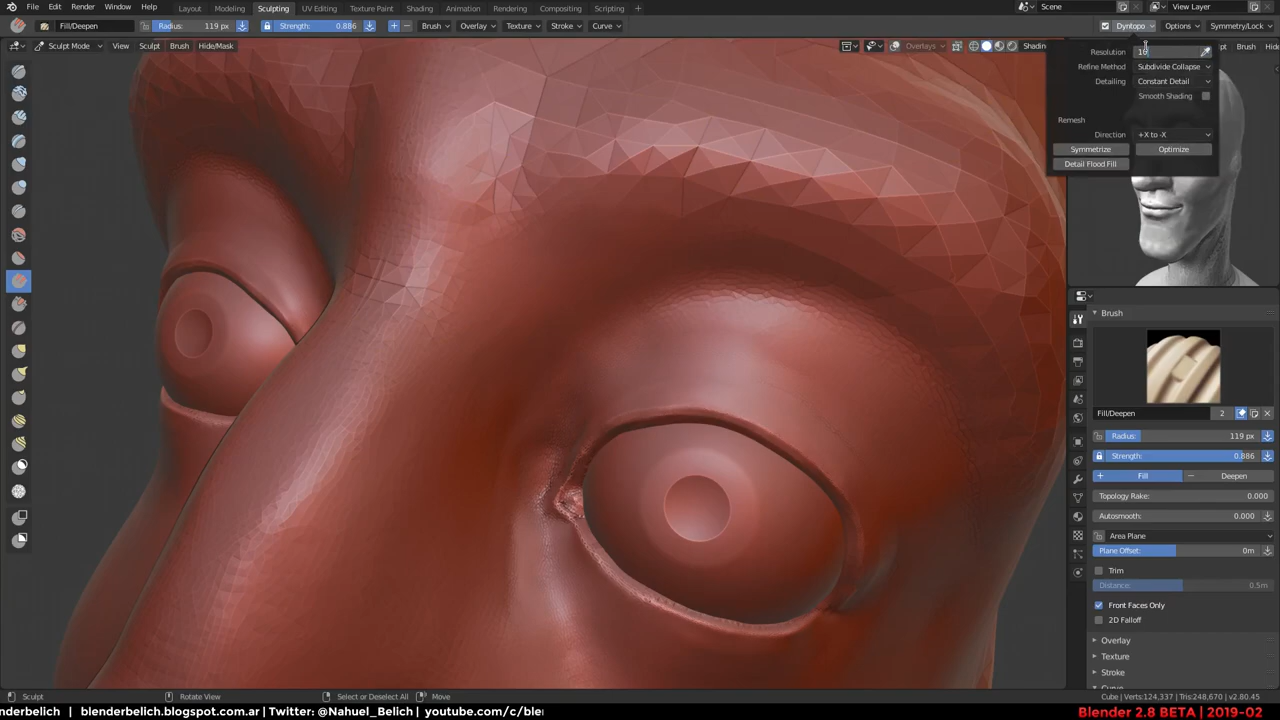 File Edit Render Window Help Layout Modeling Sculpting UV Editing Texture Paint Shading Animation Rendering Compositing Scripting Scene View Layer
Fill/Deepen Radius: 119 px Strength: 0.886 Brush Overlay Texture Stroke Curve Dyntopo Options Symmetry/Lock
Sculpt Mode View Sculpt Brush Hide/Mask Overlays Shading Brush
Resolution
Refine Method Subdivide Collapse
Detailing Constant Detail
Smooth Shading
Remesh
Direction +X to -X
Symmetrize Optimize
Detail Flood Fill
Brush
Fill/Deepen 2
Radius: 119 px
Strength: 0.886
+ Fill − Deepen
Topology Rake: 0.000
Autosmooth: 0.000
Area Plane
Plane Offset: 0m
Trim
Distance: 0.5m
Front Faces Only
2D Falloff
Overlay
Texture
Stroke
Curve
Sculpt Rotate View Select or Deselect All Move Cube | Verts:124,337 | Tris:248,670 | v2.80.45
nderbelich | blenderbelich.blogspot.com.ar | Twitter: @Nahuel_Belich | youtube.com/c/ble
Blender 2.8 BETA | 2019-02